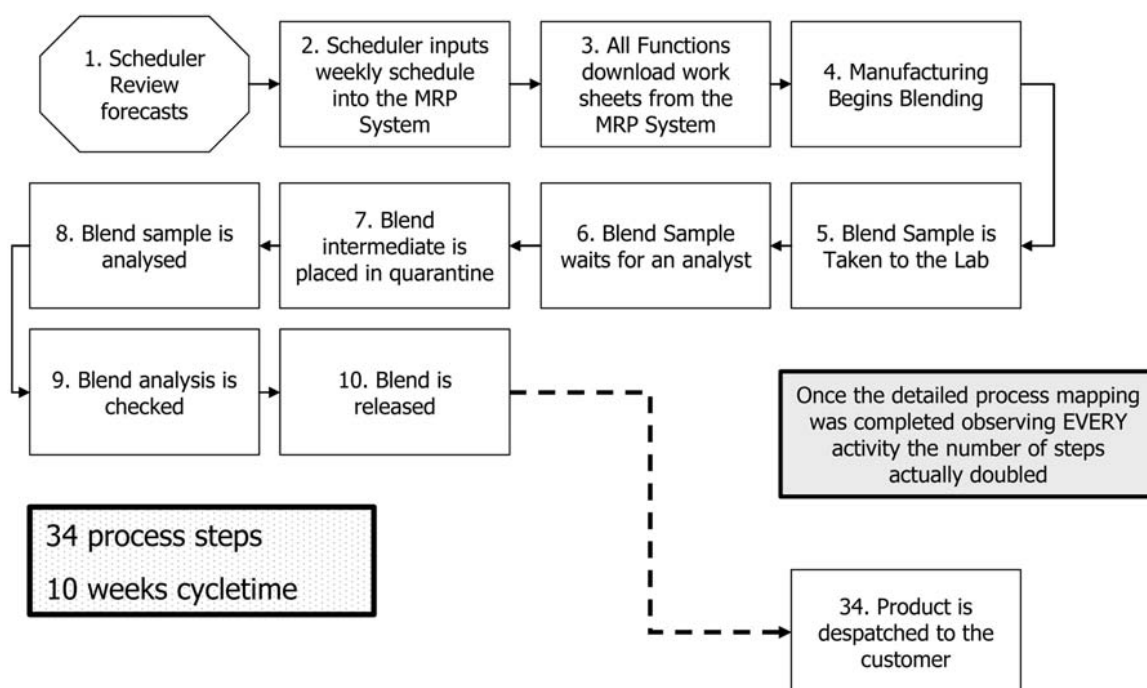 1. Scheduler
Review
forecasts
2. Scheduler inputs
weekly schedule
into the MRP
System
3. All Functions
download work
sheets from the
MRP System
4. Manufacturing
Begins Blending
5. Blend Sample is
Taken to the Lab
6. Blend Sample
waits for an analyst
7. Blend
intermediate is
placed in quarantine
8. Blend sample is
analysed
9. Blend analysis is
checked
10. Blend is
released
Once the detailed process mapping
was completed observing EVERY
activity the number of steps
actually doubled
34 process steps
10 weeks cycletime
34. Product is
despatched to the
customer